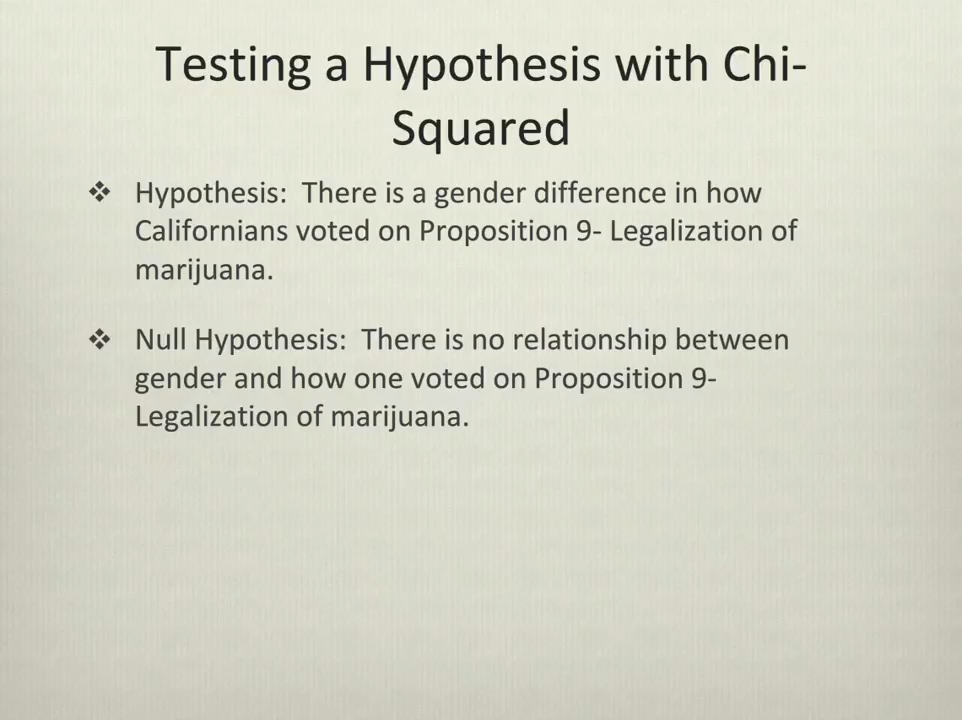 Testing a Hypothesis with Chi-
Squared
❖ Hypothesis:  There is a gender difference in how
Californians voted on Proposition 9- Legalization of
marijuana.
❖ Null Hypothesis:  There is no relationship between
gender and how one voted on Proposition 9-
Legalization of marijuana.